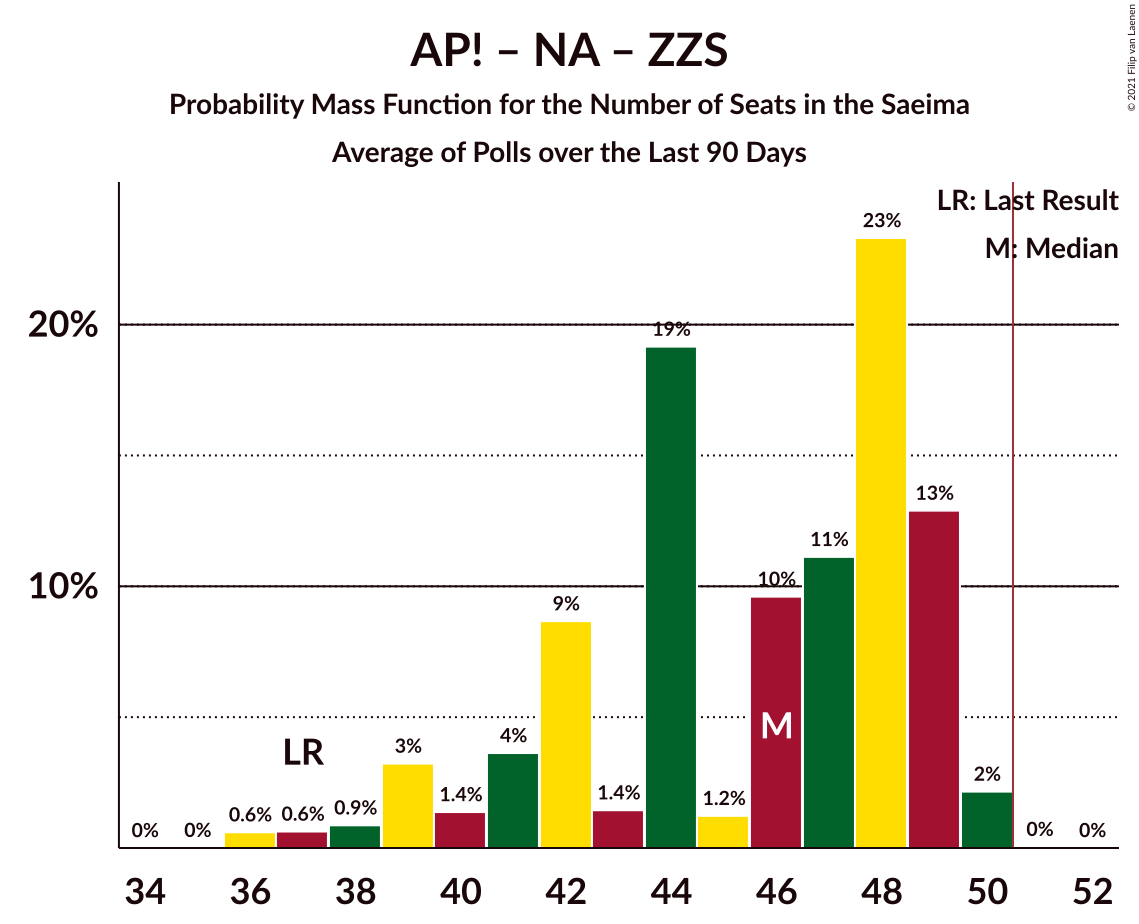 AP! – NA – ZZS
Probability Mass Function for the Number of Seats in the Saeima
Average of Polls over the Last 90 Days
© 2021 Filip van Laenen
LR: Last Result
M: Median
20%
10%
0%
0%
0.6%
0.6%
0.9%
3%
1.4%
4%
9%
1.4%
19%
1.2%
10%
11%
23%
13%
2%
0%
0%
LR
M
34 36 38 40 42 44 46 48 50 52